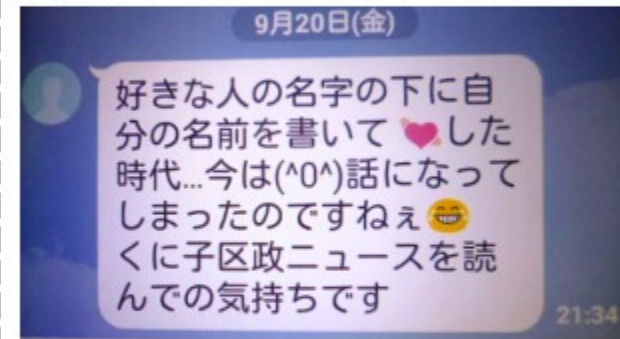 9月20日(金)
好きな人の名字の下に自
分の名前を書いて 💘した
時代...今は(^0^)話になって
しまったのですねぇ😂
くに子区政ニュースを読
んでの気持ちです
21:34